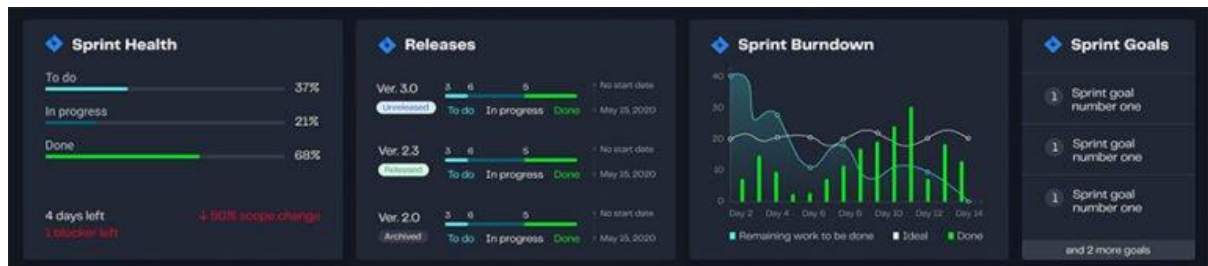 Sprint Health
To do
37%
In progress
21%
Done
68%
4 days left
↓ 50% scope change
1 blocker left
Releases
Ver. 3.0
3 6 5
No start date
Unreleased
To do In progress Done
May 15, 2020
Ver. 2.3
3 6 5
No start date
Released
To do In progress Done
May 15, 2020
Ver. 2.0
3 6 5
No start date
Archived
To do In progress Done
May 15, 2020
Sprint Burndown
40
30
20
10
0
Day 2 Day 4 Day 6 Day 8 Day 10 Day 12 Day 14
Remaining work to be done Ideal Done
Sprint Goals
1 Sprint goal
number one
1 Sprint goal
number one
1 Sprint goal
number one
and 2 more goals